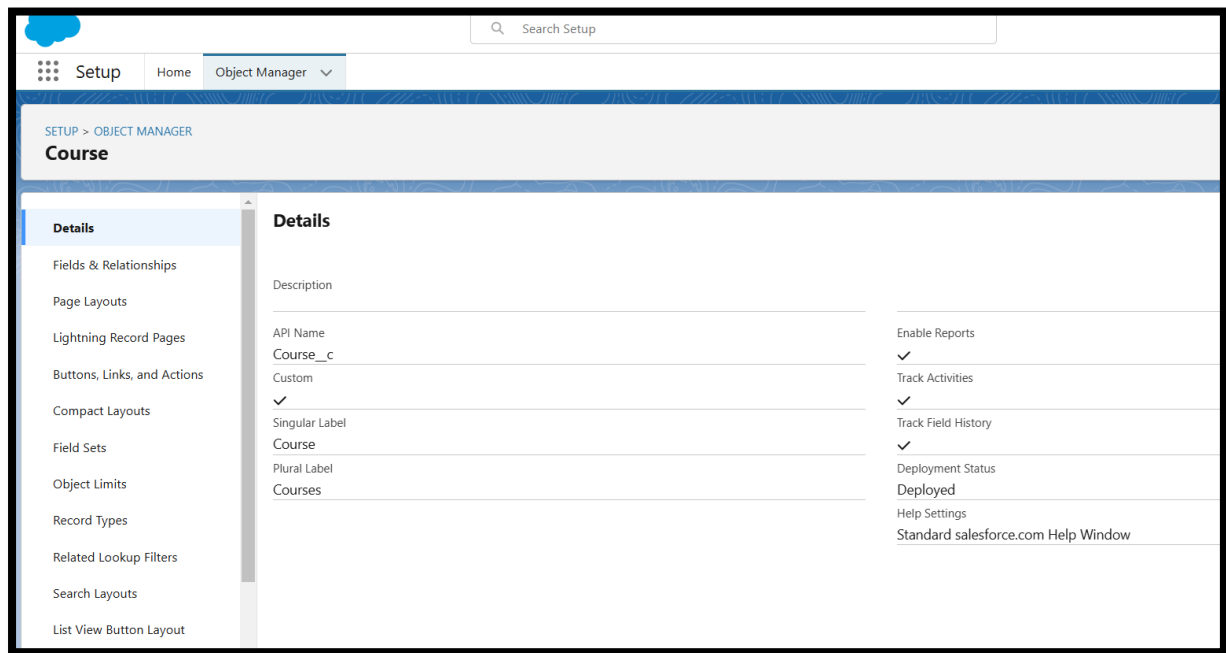 Search Setup
Setup
Home
Object Manager
SETUP > OBJECT MANAGER
Course
Details
Fields & Relationships
Page Layouts
Lightning Record Pages
Buttons, Links, and Actions
Compact Layouts
Field Sets
Object Limits
Record Types
Related Lookup Filters
Search Layouts
List View Button Layout
Details
Description
API Name
Course__c
Custom
Singular Label
Course
Plural Label
Courses
Enable Reports
Track Activities
Track Field History
Deployment Status
Deployed
Help Settings
Standard salesforce.com Help Window